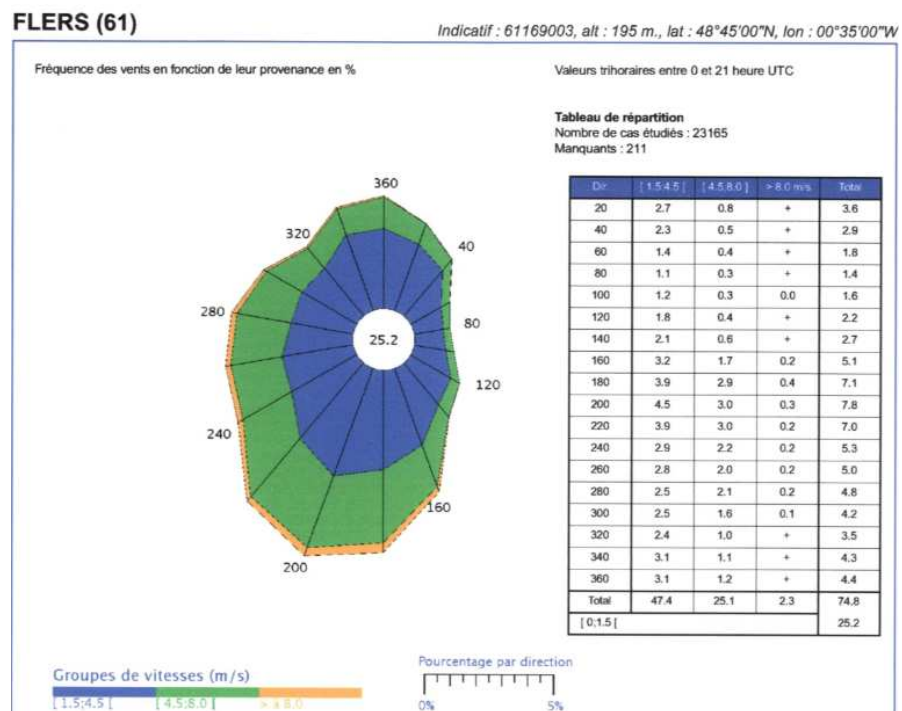 FLERS (61)
Indicatif : 61169003, alt : 195 m., lat : 48°45'00"N, lon : 00°35'00"W
Fréquence des vents en fonction de leur provenance en %
Valeurs trihoraires entre 0 et 21 heure UTC
Tableau de répartition
Nombre de cas étudiés : 23165
Manquants : 211
360
320
40
280
80
25.2
120
240
160
200
Dir. [ 1.5;4.5 [ [ 4.5;8.0 ] > 8.0 m/s Total
20 2.7 0.8 + 3.6
40 2.3 0.5 + 2.9
60 1.4 0.4 + 1.8
80 1.1 0.3 + 1.4
100 1.2 0.3 0.0 1.6
120 1.8 0.4 + 2.2
140 2.1 0.6 + 2.7
160 3.2 1.7 0.2 5.1
180 3.9 2.9 0.4 7.1
200 4.5 3.0 0.3 7.8
220 3.9 3.0 0.2 7.0
240 2.9 2.2 0.2 5.3
260 2.8 2.0 0.2 5.0
280 2.5 2.1 0.2 4.8
300 2.5 1.6 0.1 4.2
320 2.4 1.0 + 3.5
340 3.1 1.1 + 4.3
360 3.1 1.2 + 4.4
Total 47.4 25.1 2.3 74.8
[ 0;1.5 [ 25.2
Groupes de vitesses (m/s)
[ 1.5;4.5 [ [ 4.5;8.0 ] > à 8.0
Pourcentage par direction
0% 5%